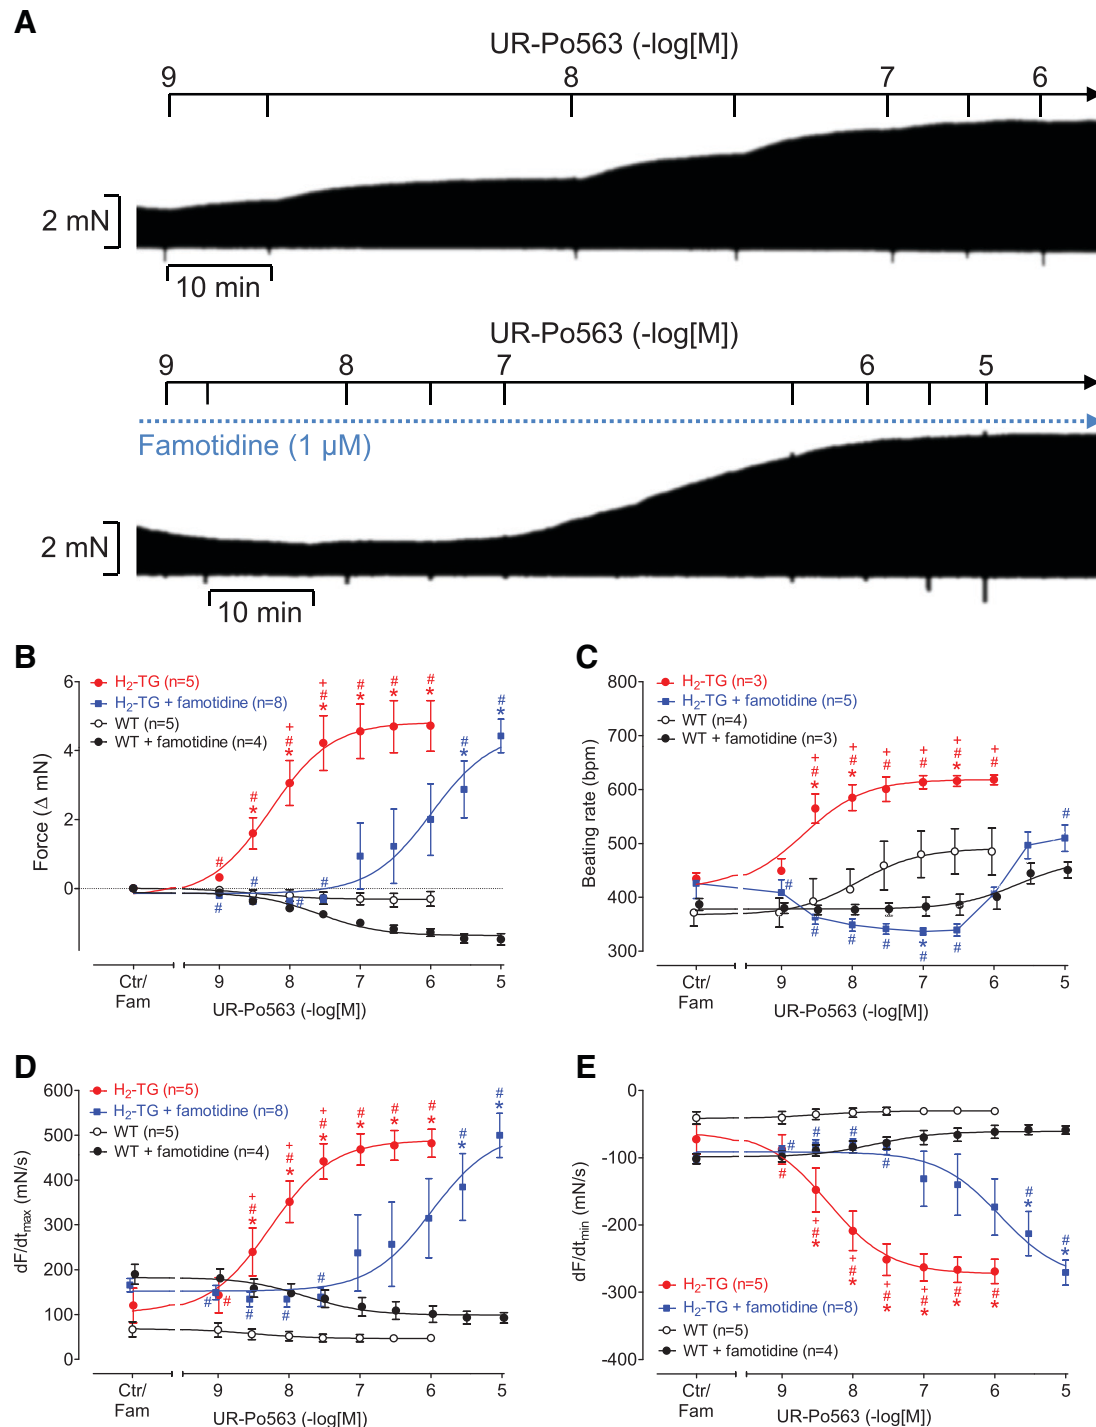 A
UR-Po563 (-log[M])
9 8 7 6
2 mN
10 min
UR-Po563 (-log[M])
9 8 7 6 5
Famotidine (1 µM)
2 mN
10 min
B
H₂-TG (n=5)
H₂-TG + famotidine (n=8)
WT (n=5)
WT + famotidine (n=4)
Force (Δ mN)
6
4
2
0
Ctr/
Fam
9 8 7 6 5
UR-Po563 (-log[M])
C
H₂-TG (n=3)
H₂-TG + famotidine (n=5)
WT (n=4)
WT + famotidine (n=3)
Beating rate (bpm)
800
700
600
500
400
300
Ctr/
Fam
9 8 7 6 5
UR-Po563 (-log[M])
D
H₂-TG (n=5)
H₂-TG + famotidine (n=8)
WT (n=5)
WT + famotidine (n=4)
dF/dtmax (mN/s)
600
500
400
300
200
100
0
Ctr/
Fam
9 8 7 6 5
UR-Po563 (-log[M])
E
dF/dtmin (mN/s)
0
-100
-200
-300
-400
H₂-TG (n=5)
H₂-TG + famotidine (n=8)
WT (n=5)
WT + famotidine (n=4)
Ctr/
Fam
9 8 7 6 5
UR-Po563 (-log[M])